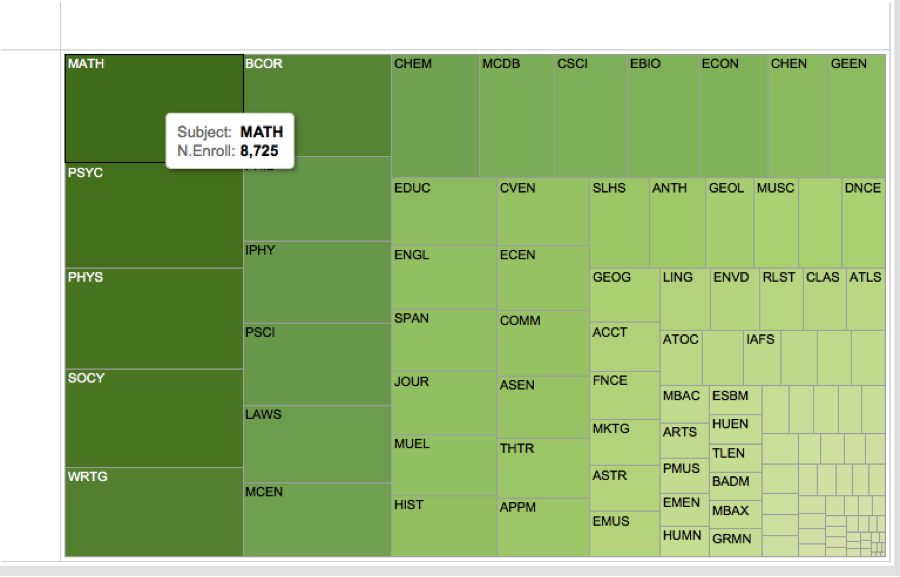 MATH
BCOR
CHEM
MCDB
CSCI
EBIO
ECON
CHEN
GEEN
Subject: MATH
N.Enroll: 8,725
PSYC
EDUC
CVEN
SLHS
ANTH
GEOL
MUSC
DNCE
IPHY
ENGL
ECEN
PHYS
GEOG
LING
ENVD
RLST
CLAS
ATLS
SPAN
COMM
PSCI
ACCT
ATOC
IAFS
SOCY
JOUR
ASEN
FNCE
MBAC
ESBM
LAWS
MKTG
ARTS
HUEN
MUEL
THTR
TLEN
WRTG
ASTR
PMUS
BADM
MCEN
HIST
APPM
EMUS
EMEN
MBAX
HUMN
GRMN